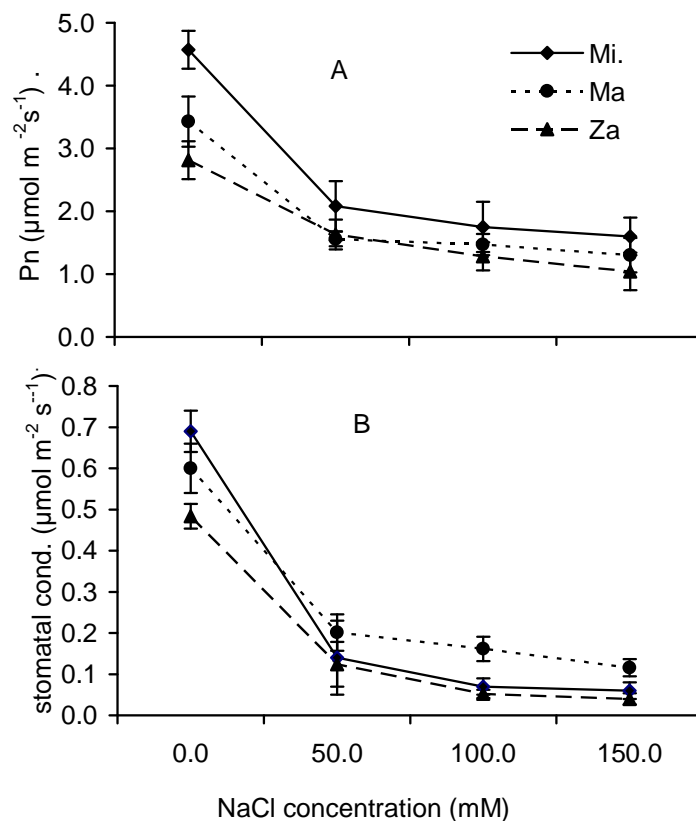 5.0
4.0
3.0
2.0
1.0
0.0
Pn (µmol m⁻²s⁻¹) .
A
Mi.
Ma
Za
0.8
0.7
0.6
0.5
0.4
0.3
0.2
0.1
0.0
stomatal cond. (µmol m⁻² s⁻⁻¹).
B
0.0 50.0 100.0 150.0
NaCl concentration (mM)